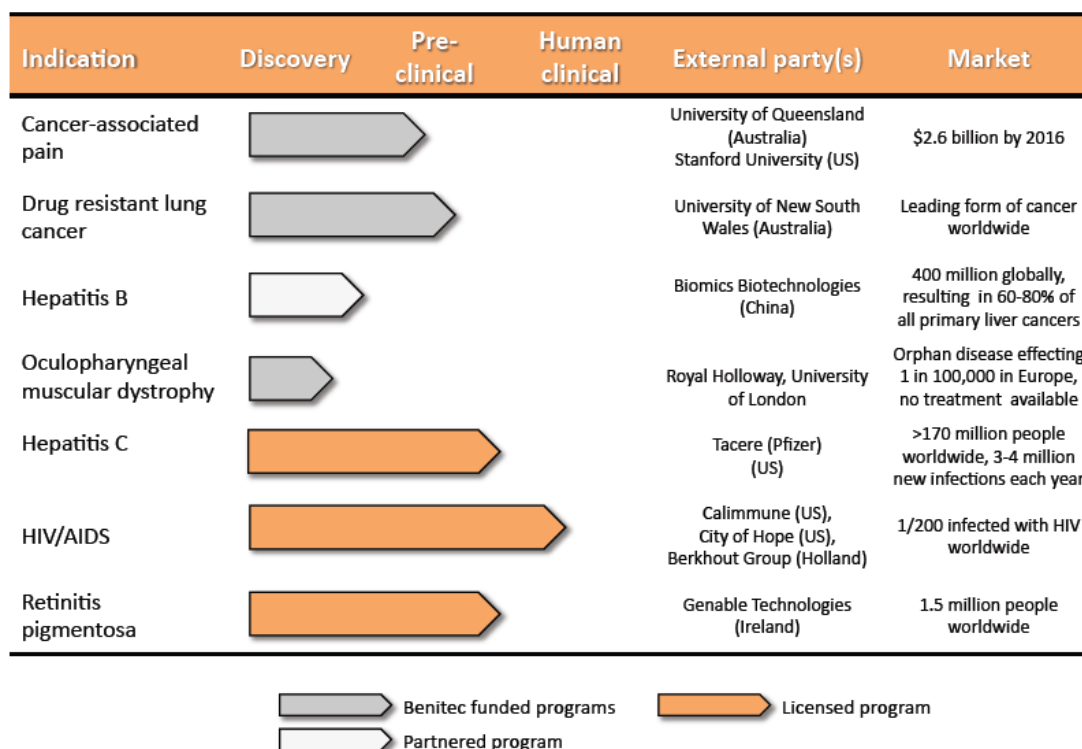 Indication Discovery Pre-clinical Human clinical External party(s) Market
Cancer-associated pain
University of Queensland
(Australia)
Stanford University (US)
$2.6 billion by 2016
Drug resistant lung
cancer
University of New South
Wales (Australia)
Leading form of cancer
worldwide
Hepatitis B
Biomics Biotechnologies
(China)
400 million globally,
resulting in 60-80% of
all primary liver cancers
Oculopharyngeal
muscular dystrophy
Royal Holloway, University
of London
Orphan disease effecting
1 in 100,000 in Europe,
no treatment available
Hepatitis C
Tacere (Pfizer)
(US)
>170 million people
worldwide, 3-4 million
new infections each year
HIV/AIDS
Calimmune (US),
City of Hope (US),
Berkhout Group (Holland)
1/200 infected with HIV
worldwide
Retinitis
pigmentosa
Genable Technologies
(Ireland)
1.5 million people
worldwide
Benitec funded programs
Licensed program
Partnered program